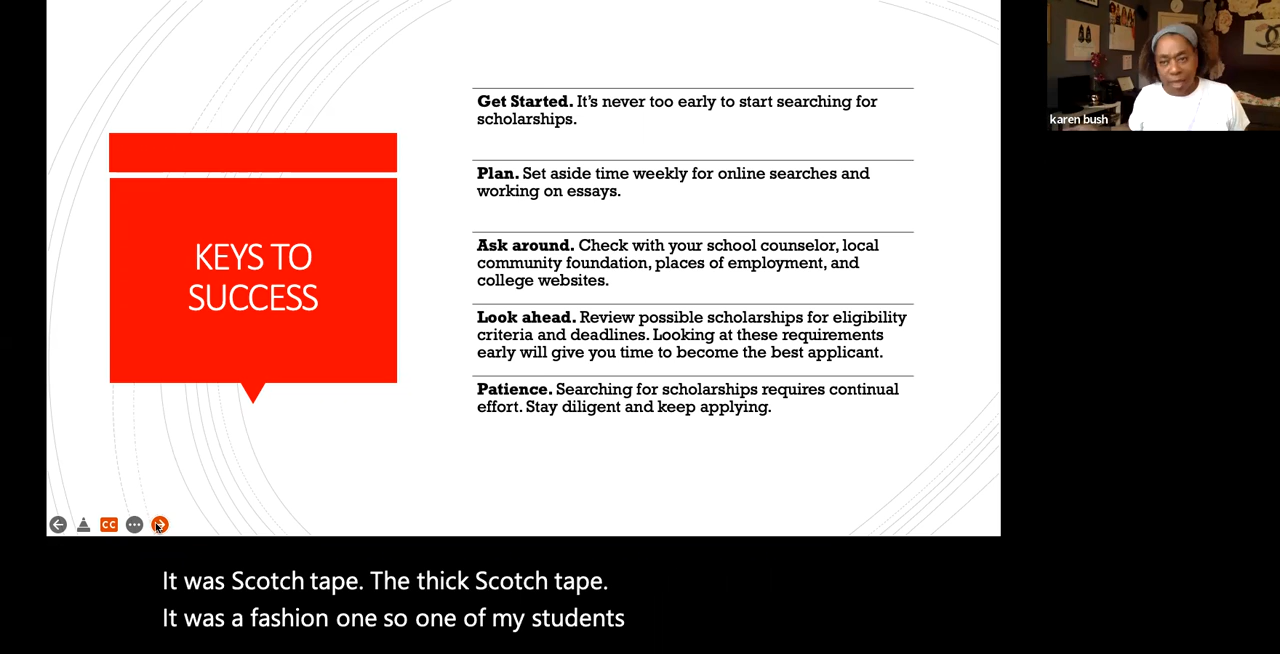 KEYS TO
SUCCESS
Get Started. It’s never too early to start searching for
scholarships.
Plan. Set aside time weekly for online searches and
working on essays.
Ask around. Check with your school counselor, local
community foundation, places of employment, and
college websites.
Look ahead. Review possible scholarships for eligibility
criteria and deadlines. Looking at these requirements
early will give you time to become the best applicant.
Patience. Searching for scholarships requires continual
effort. Stay diligent and keep applying.
karen bush
CC
It was Scotch tape. The thick Scotch tape.
It was a fashion one so one of my students